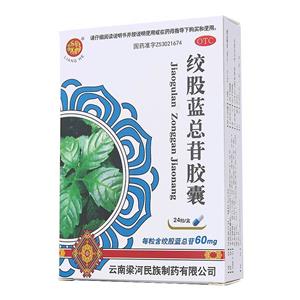 请仔细阅读说明书并按说明使用或在药师指导下购买和使用。
国药准字Z53021674
OTC
LIANG HE
绞股蓝总苷胶囊
Jiaogulan
Zonggan Jiaonang
24粒/盒
每粒含绞股蓝总苷60mg
云南梁河民族制药有限公司